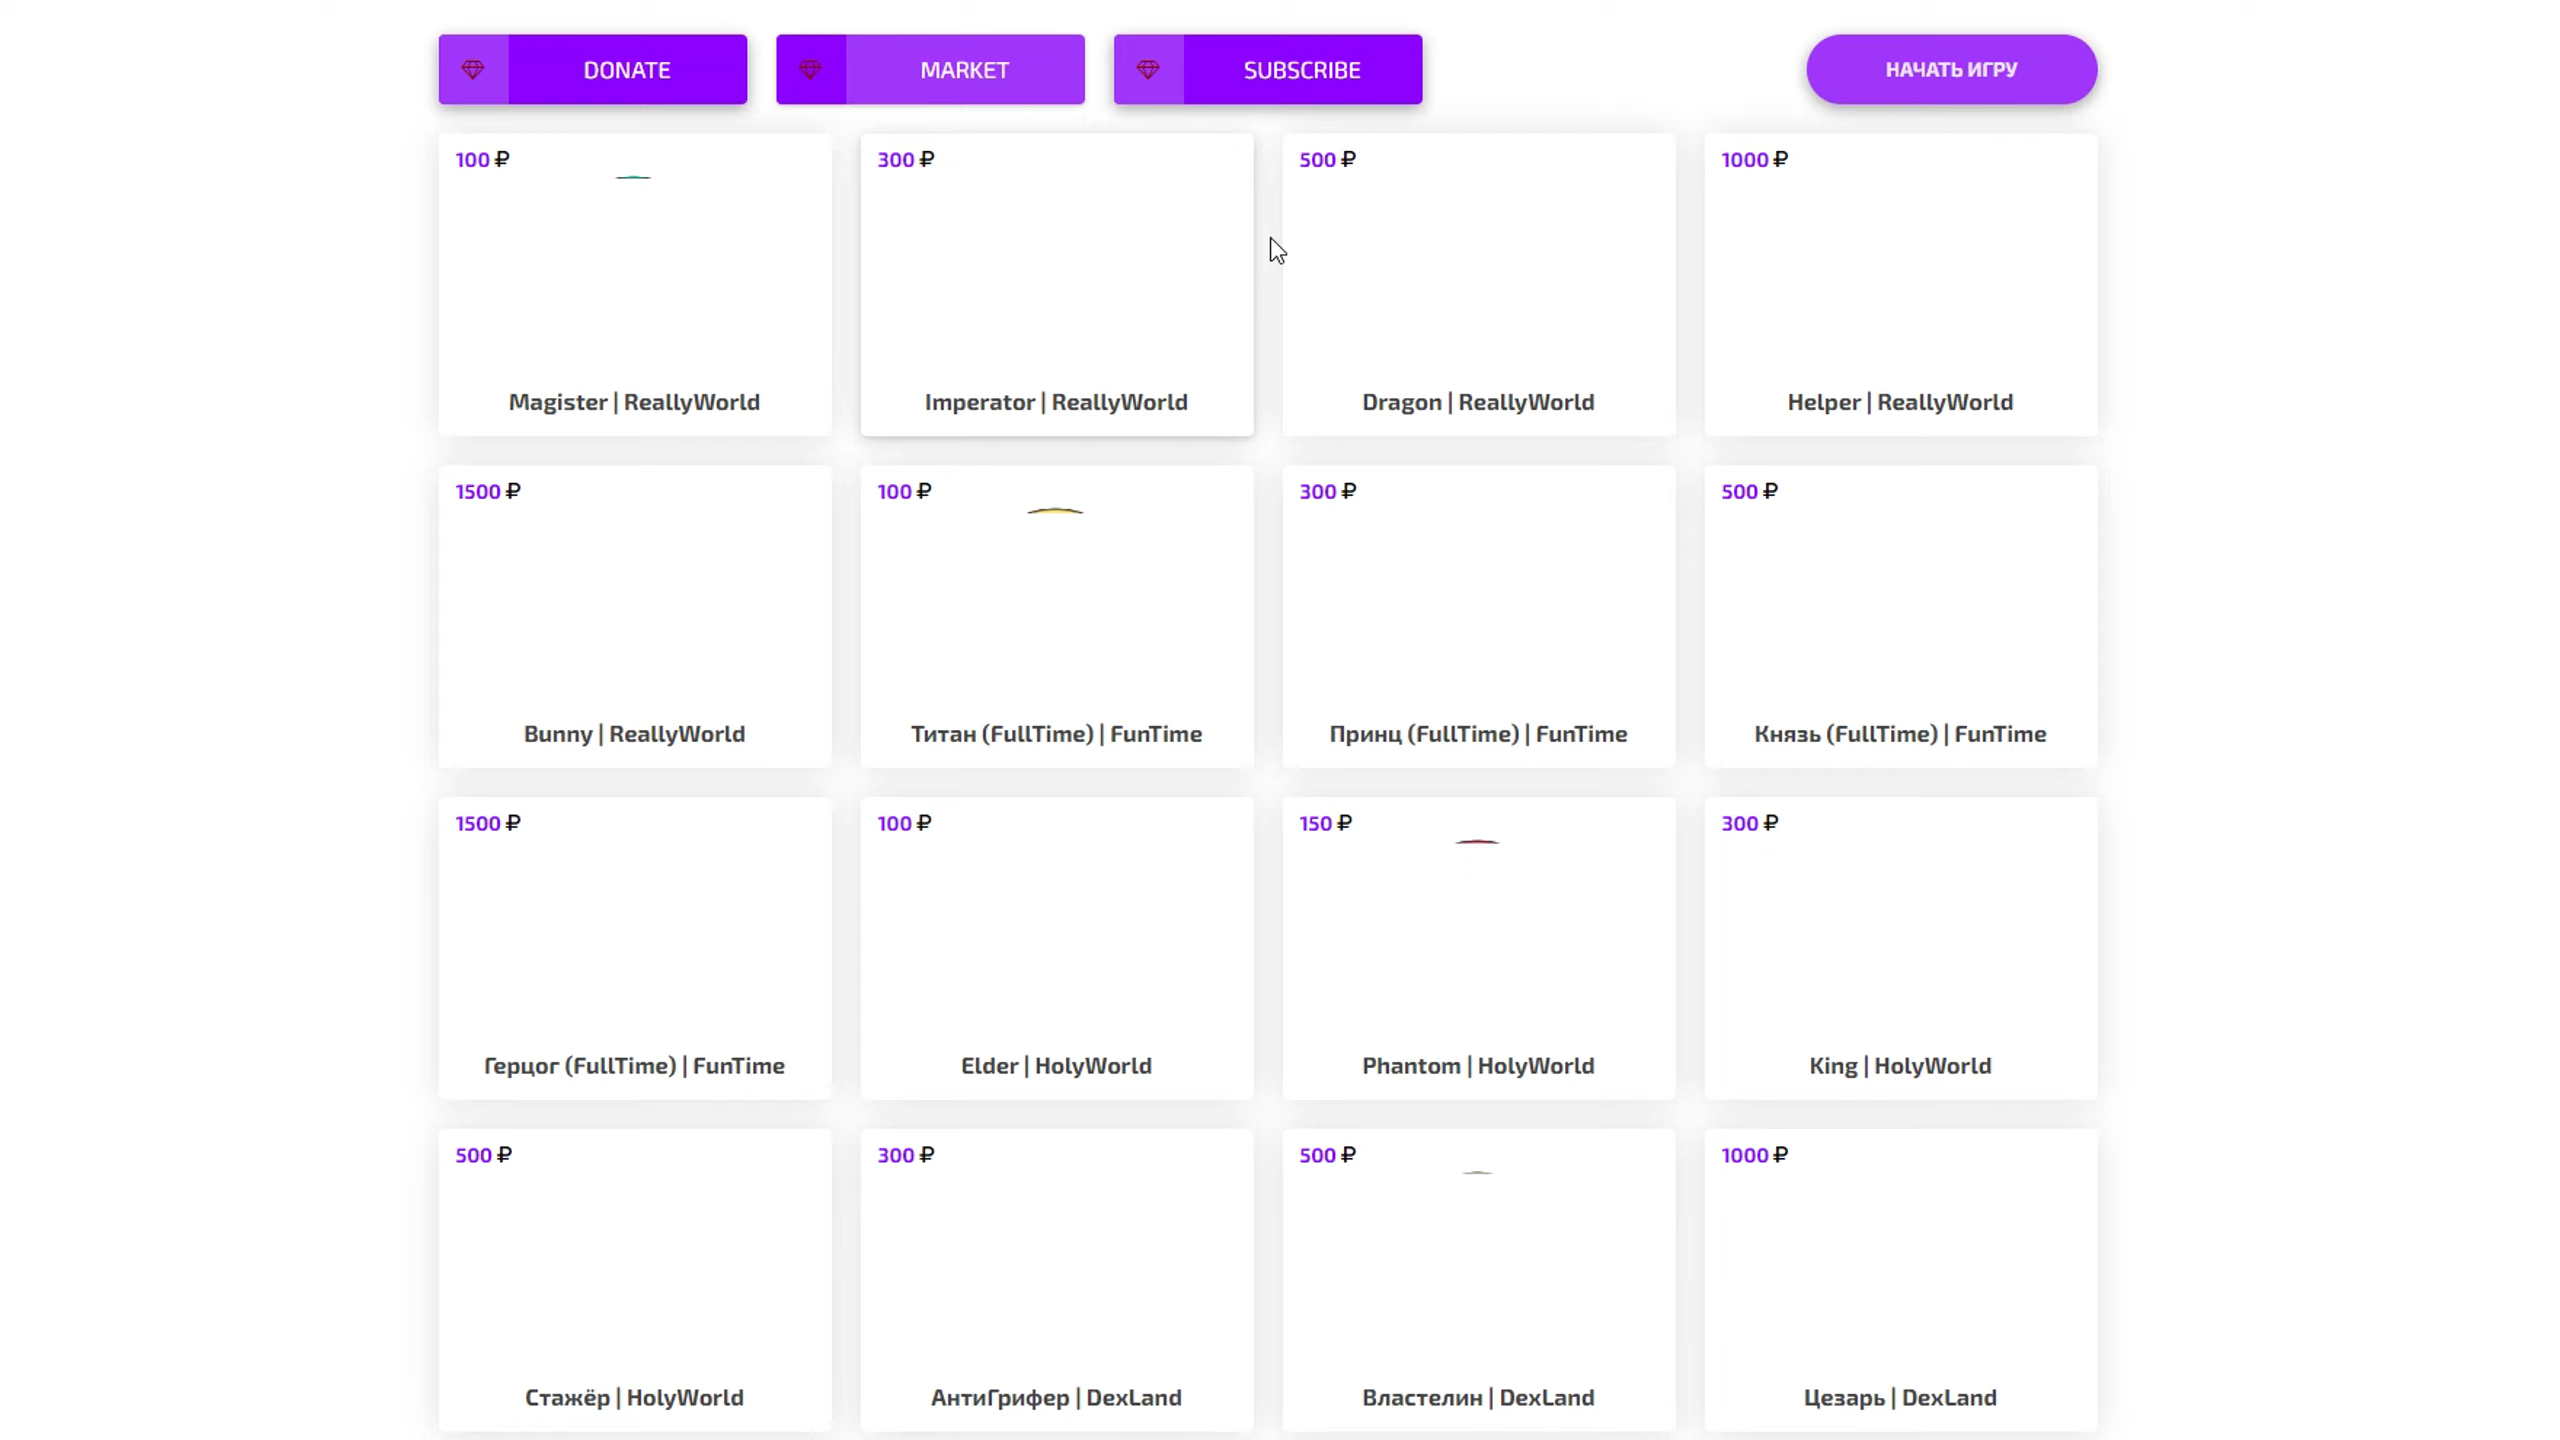 DONATE
MARKET
SUBSCRIBE
НАЧАТЬ ИГРУ
100 ₽
Magister | ReallyWorld
300 ₽
Imperator | ReallyWorld
500 ₽
Dragon | ReallyWorld
1000 ₽
Helper | ReallyWorld
1500 ₽
Bunny | ReallyWorld
100 ₽
Титан (FullTime) | FunTime
300 ₽
Принц (FullTime) | FunTime
500 ₽
Князь (FullTime) | FunTime
1500 ₽
Герцог (FullTime) | FunTime
100 ₽
Elder | HolyWorld
150 ₽
Phantom | HolyWorld
300 ₽
King | HolyWorld
500 ₽
Стажёр | HolyWorld
300 ₽
АнтиГрифер | DexLand
500 ₽
Властелин | DexLand
1000 ₽
Цезарь | DexLand